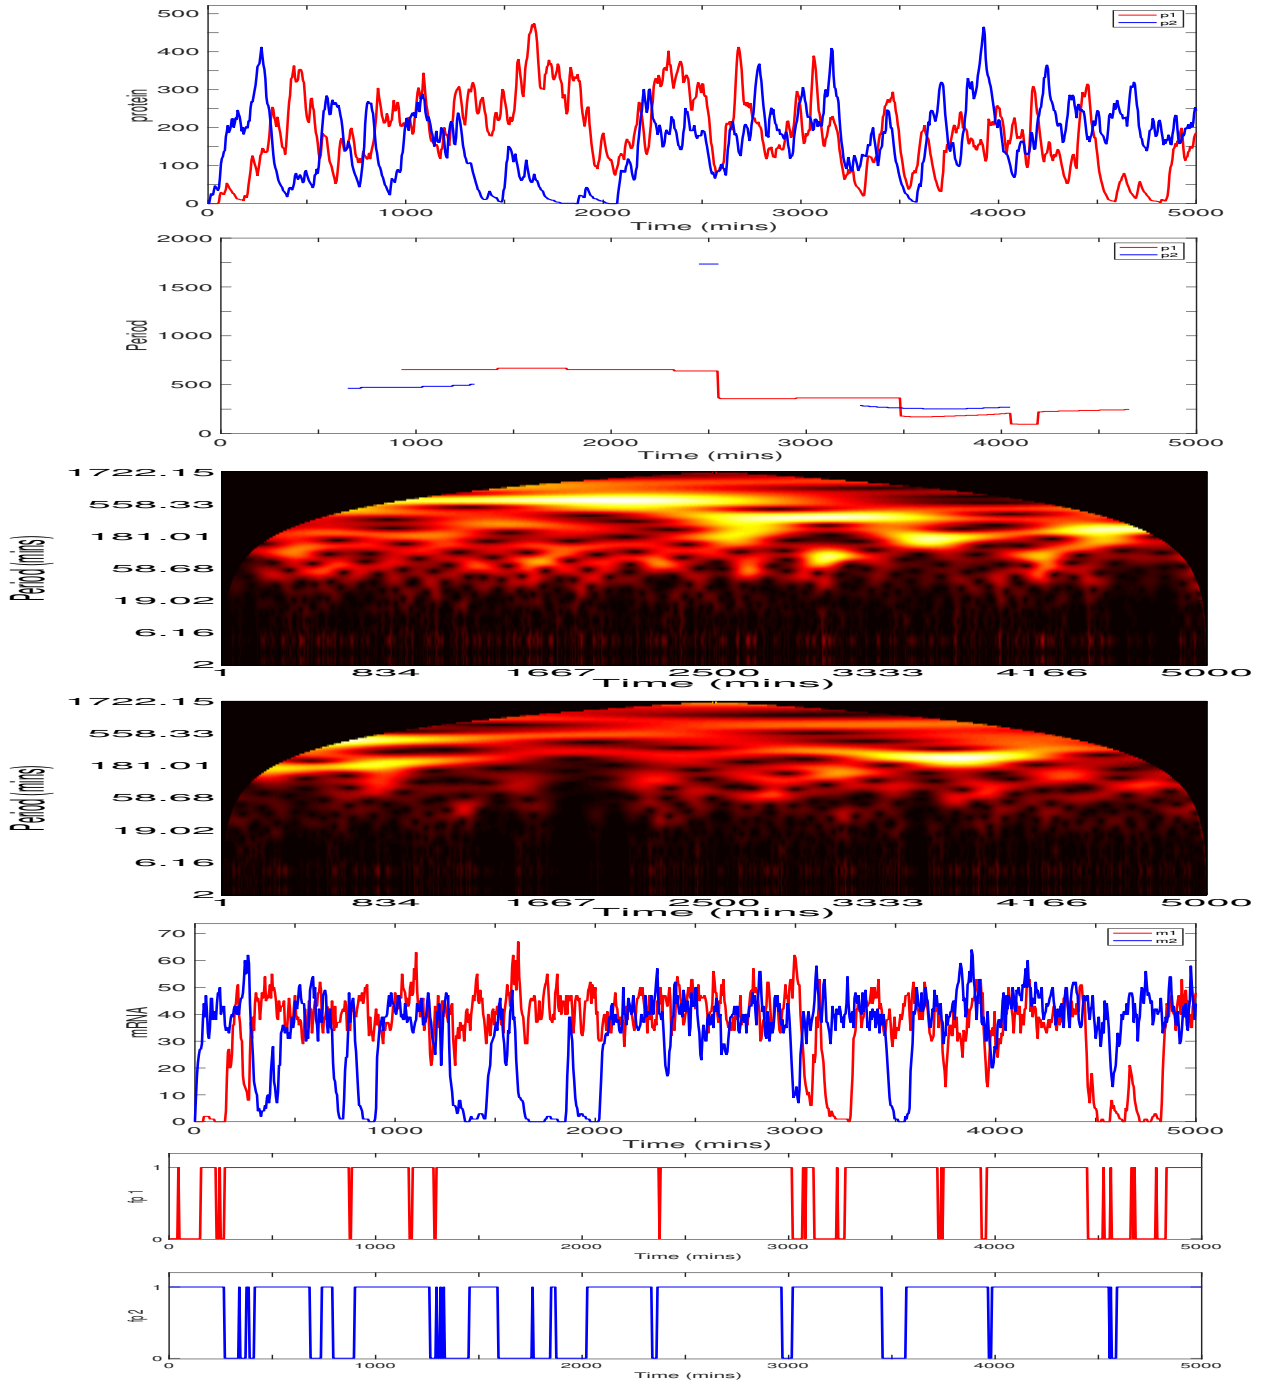 500
400
300
200
100
0
protein
p1
p2
0 1000 2000 3000 4000 5000
Time (mins)
2000
1500
1000
500
0
Period
p1
p2
0 1000 2000 3000 4000 5000
Time (mins)
1722.15
558.33
181.01
58.68
19.02
6.16
2
Period(mins)
1 834 1667 2500 3333 4166 5000
Time (mins)
1722.15
558.33
181.01
58.68
19.02
6.16
2
Period(mins)
1 834 1667 2500 3333 4166 5000
Time (mins)
70
60
50
40
30
20
10
0
mRNA
m1
m2
0 1000 2000 3000 4000 5000
Time (mins)
1
0
fp1
0 1000 2000 3000 4000 5000
Time (mins)
1
0
fp2
0 1000 2000 3000 4000 5000
Time (mins)